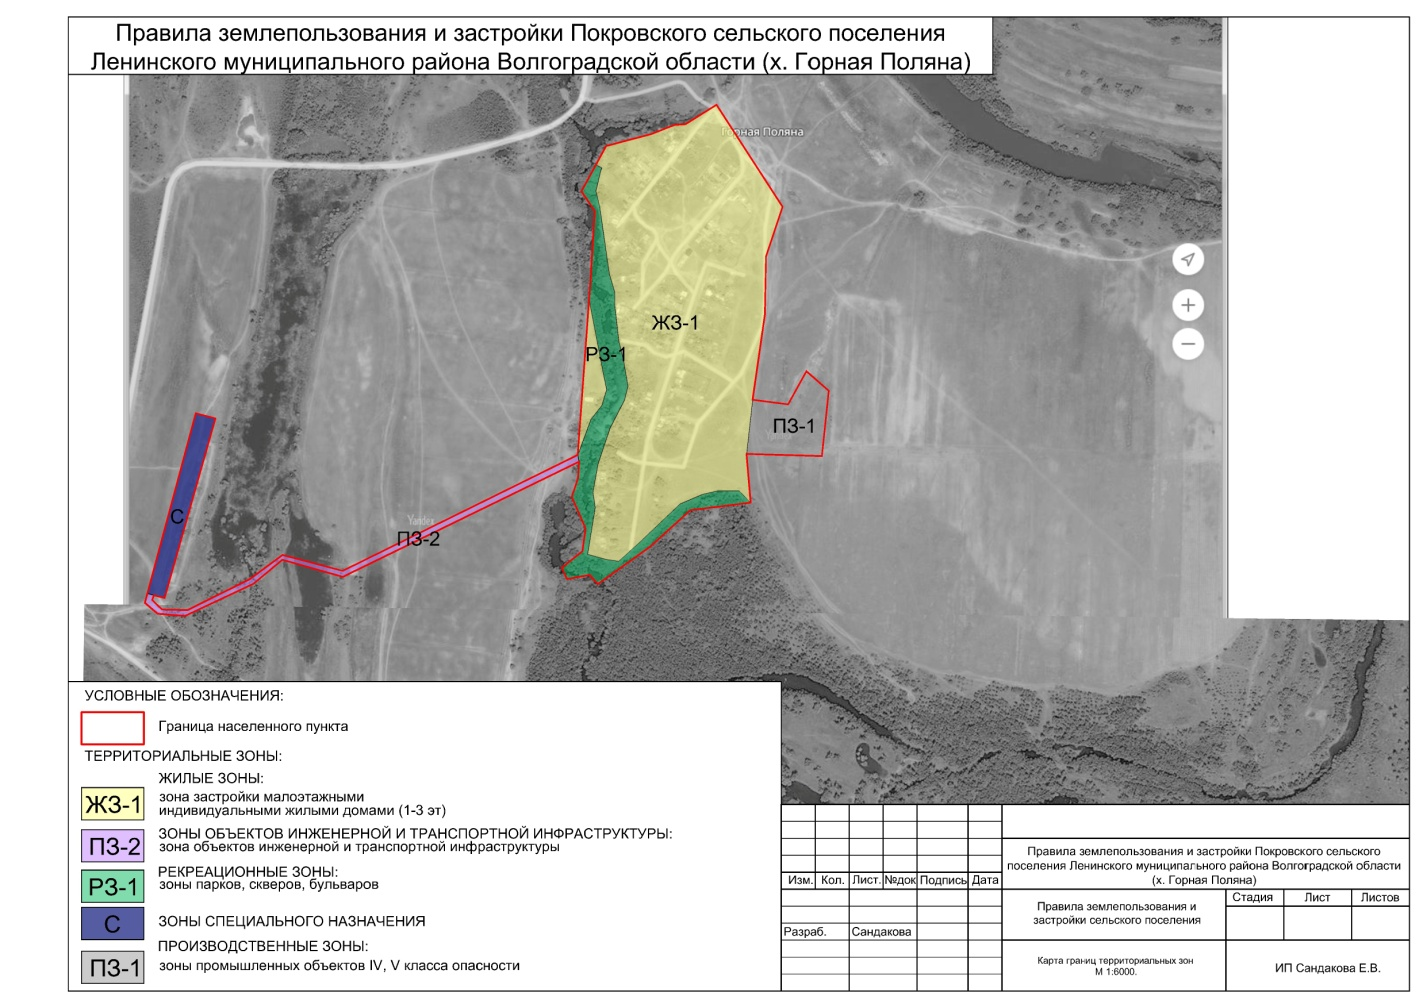 Правила землепользования и застройки Покровского сельского поселения
Ленинского муниципального района Волгоградской области (х. Горная Поляна)
Горная Поляна
ЖЗ-1
РЗ-1
ПЗ-1
С
Yandex
ПЗ-2
УСЛОВНЫЕ ОБОЗНАЧЕНИЯ:
Граница населенного пункта
ТЕРРИТОРИАЛЬНЫЕ ЗОНЫ:
ЖИЛЫЕ ЗОНЫ:
ЖЗ-1
зона застройки малоэтажными
индивидуальными жилыми домами (1-3 эт)
ЗОНЫ ОБЪЕКТОВ ИНЖЕНЕРНОЙ И ТРАНСПОРТНОЙ ИНФРАСТРУКТУРЫ:
ПЗ-2
зона объектов инженерной и транспортной инфраструктуры
РЕКРЕАЦИОННЫЕ ЗОНЫ:
РЗ-1
зоны парков, скверов, бульваров
С
ЗОНЫ СПЕЦИАЛЬНОГО НАЗНАЧЕНИЯ
ПРОИЗВОДСТВЕННЫЕ ЗОНЫ:
ПЗ-1
зоны промышленных объектов IV, V класса опасности
Изм. Кол. Лист. №док Подпись Дата
Разраб. Сандакова
Правила землепользования и застройки Покровского сельского
поселения Ленинского муниципального района Волгоградской области
(х. Горная Поляна)
Правила землепользования и
застройки сельского поселения
Стадия Лист Листов
Карта границ территориальных зон
М 1:6000.
ИП Сандакова Е.В.